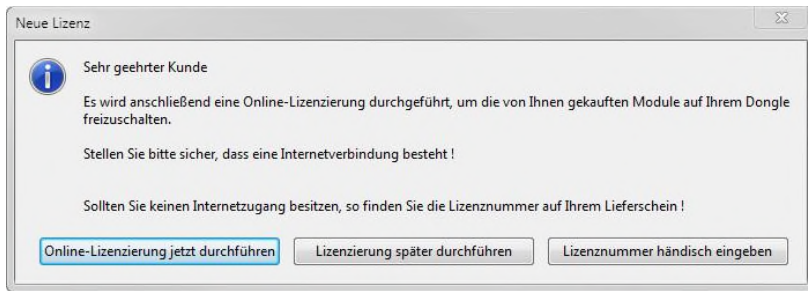 Neue Lizenz
Sehr geehrter Kunde
Es wird anschließend eine Online-Lizenzierung durchgeführt, um die von Ihnen gekauften Module auf Ihrem Dongle
freizuschalten.
Stellen Sie bitte sicher, dass eine Internetverbindung besteht !
Sollten Sie keinen Internetzugang besitzen, so finden Sie die Lizenznummer auf Ihrem Lieferschein !
Online-Lizenzierung jetzt durchführen
Lizenzierung später durchführen
Lizenznummer händisch eingeben